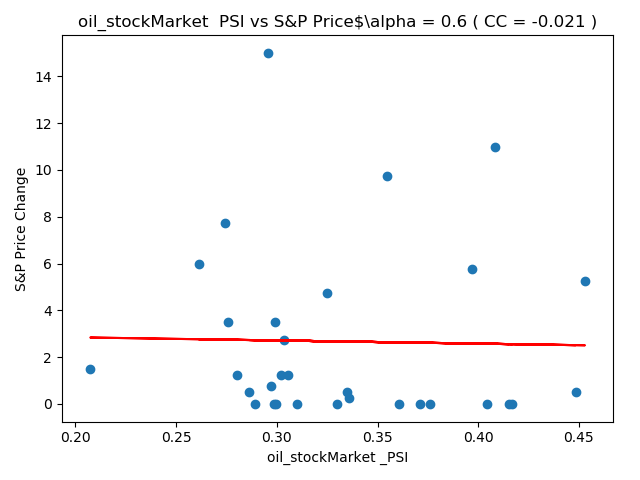 oil_stockMarket  PSI vs S&P Price$\alpha = 0.6 ( CC = -0.021 )
S&P Price Change
14
12
10
8
6
4
2
0
0.20 0.25 0.30 0.35 0.40 0.45
oil_stockMarket _PSI